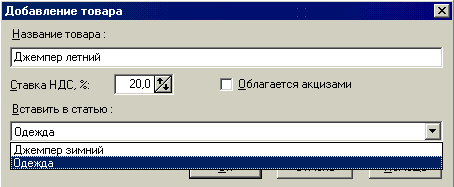 Добавление товара
Название товара :
Джемпер летний
Ставка НДС, %: 20,0 Облагается акцизами
Вставить в статью :
Одежда
Джемпер зимний
Одежда